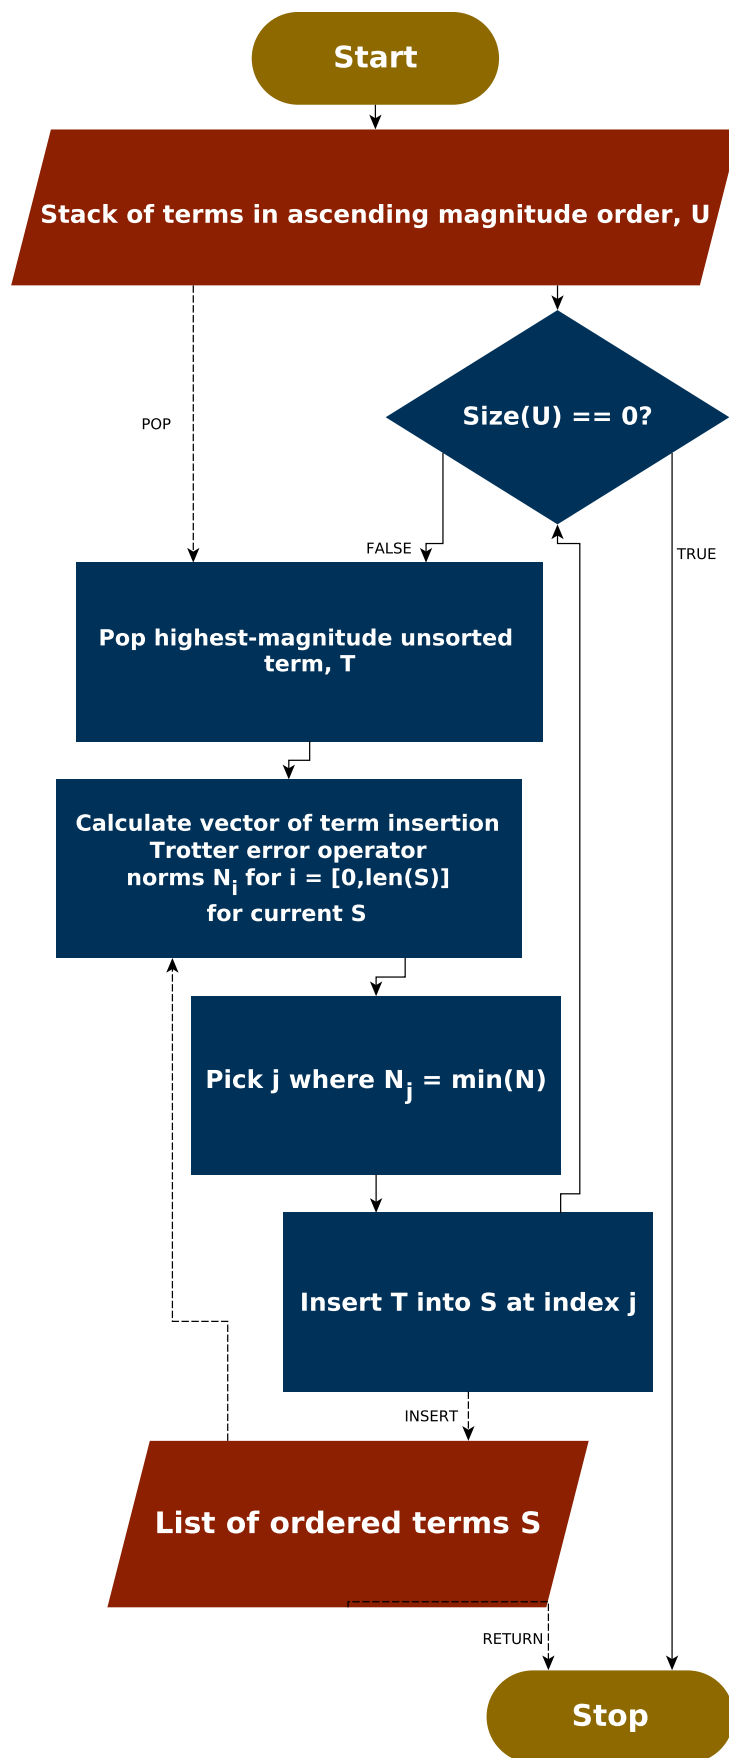 Start
Stack of terms in ascending magnitude order, U
Size(U) == 0?
POP
FALSE
TRUE
Pop highest-magnitude unsorted
term, T
Calculate vector of term insertion
Trotter error operator
norms Ni for i = [0,len(S)]
for current S
Pick j where Nj = min(N)
Insert T into S at index j
INSERT
List of ordered terms S
RETURN
Stop